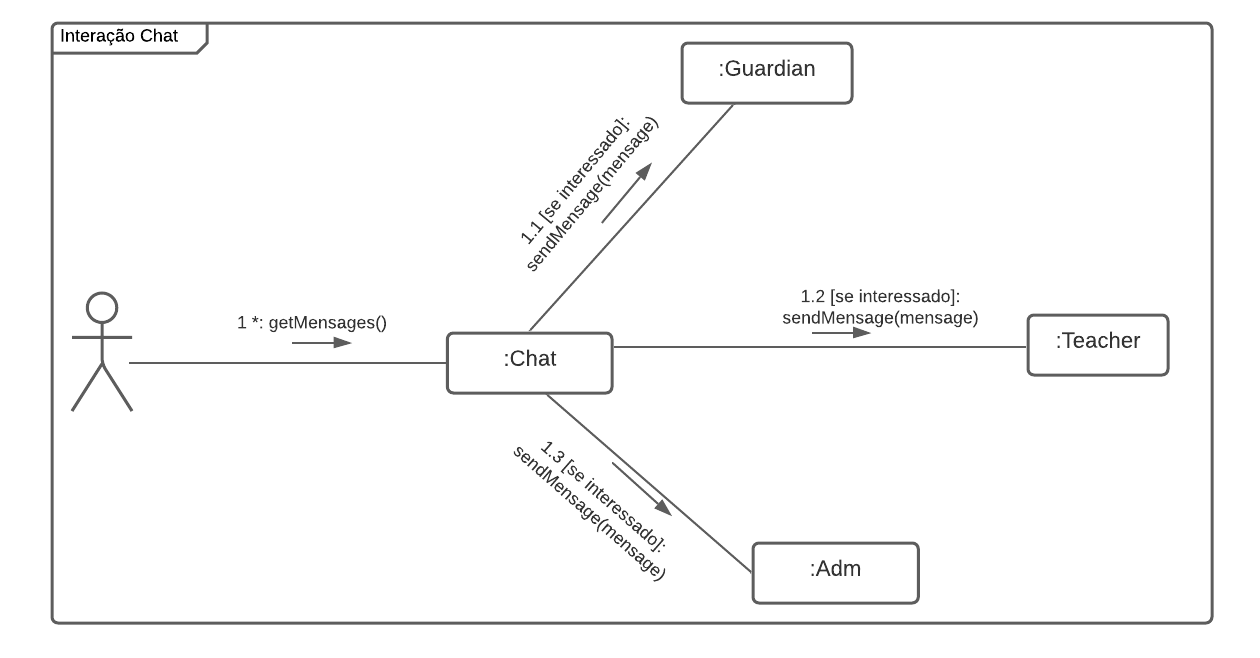 Interação Chat
:Guardian
1.1 [se interessado]:
sendMensage(mensage)
1.2 [se interessado]:
sendMensage(mensage)
1 *: getMensages()
:Teacher
:Chat
1.3 [se interessado]:
sendMensage(mensage)
:Adm